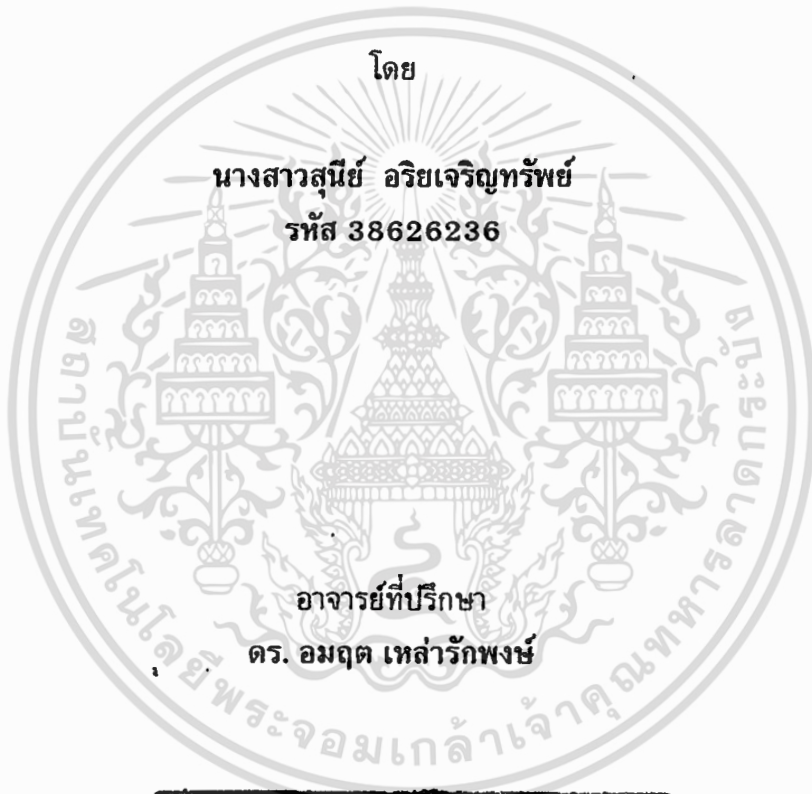 โดย
นางสาวสุนีย์ อริยเจริญทรัพย์
รหัส 38626236
อาจารย์ที่ปรึกษา
ดร. อมฤต เหล่ารักพงษ์
สถาบันเทคโนโลยีพระจอมเกล้าเจ้าคุณทหารลาดกระบัง